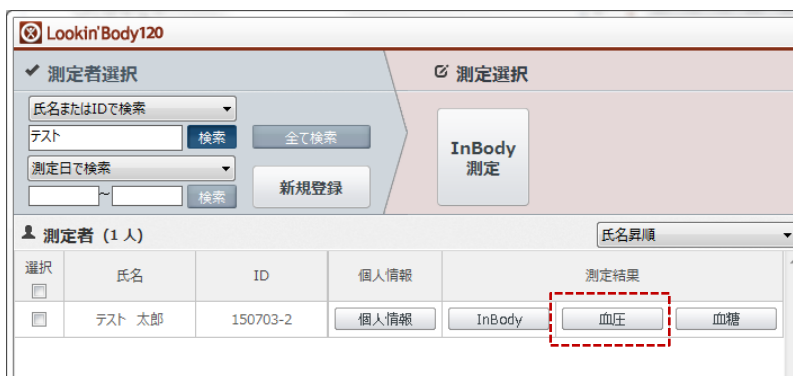 Lookin'Body120
測定者選択
測定選択
氏名またはIDで検索
テスト 検索 全て検索
InBody
測定
測定日で検索
~ 検索 新規登録
測定者 (1人) 氏名昇順
選択 氏名 ID 個人情報 測定結果
テスト 太郎 150703-2 個人情報 InBody 血圧 血糖